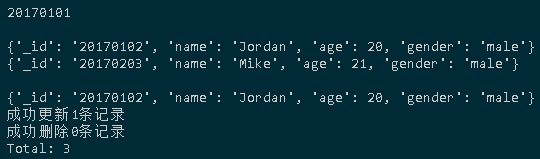 20170101
{'_id': '20170102', 'name': 'Jordan', 'age': 20, 'gender': 'male'}
{'_id': '20170203', 'name': 'Mike', 'age': 21, 'gender': 'male'}
{'_id': '20170102', 'name': 'Jordan', 'age': 20, 'gender': 'male'}
成功更新1条记录
成功删除0条记录
Total: 3